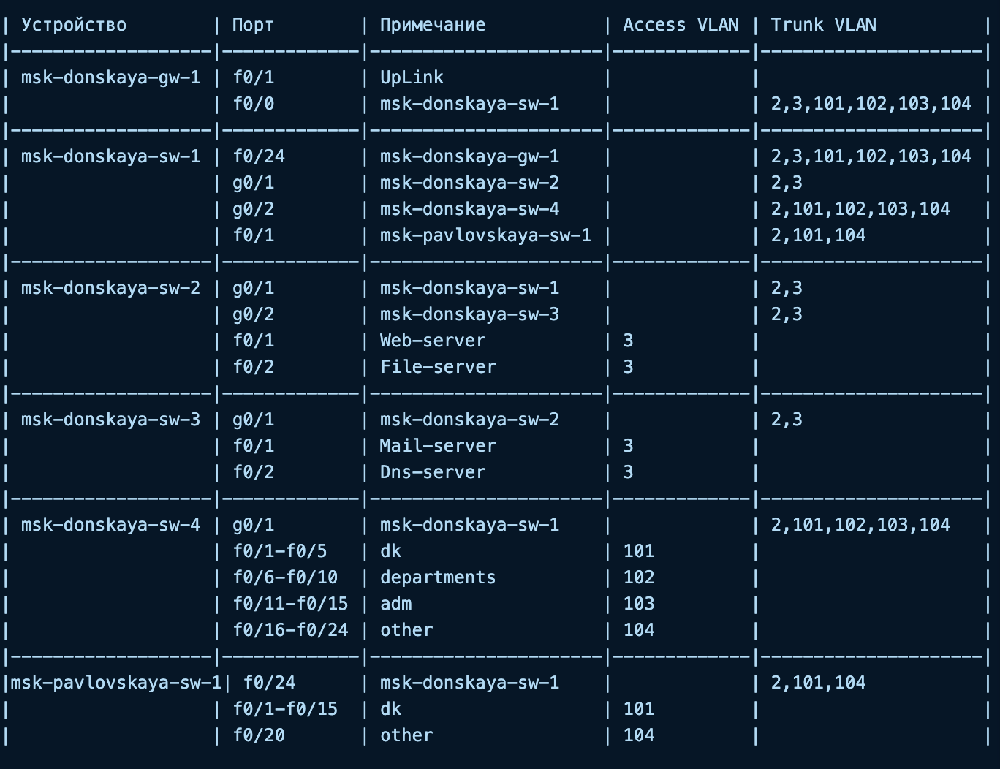 | Устройство        | Порт        | Примечание           | Access VLAN | Trunk VLAN          |
|-------------------|-------------|----------------------|-------------|---------------------|
| msk-donskaya-gw-1 | f0/1        | UpLink               |             |                     |
|                   | f0/0        | msk-donskaya-sw-1    |             | 2,3,101,102,103,104 |
|-------------------|-------------|----------------------|-------------|---------------------|
| msk-donskaya-sw-1 | f0/24       | msk-donskaya-gw-1    |             | 2,3,101,102,103,104 |
|                   | g0/1        | msk-donskaya-sw-2    |             | 2,3                 |
|                   | g0/2        | msk-donskaya-sw-4    |             | 2,101,102,103,104   |
|                   | f0/1        | msk-pavlovskaya-sw-1 |             | 2,101,104           |
|-------------------|-------------|----------------------|-------------|---------------------|
| msk-donskaya-sw-2 | g0/1        | msk-donskaya-sw-1    |             | 2,3                 |
|                   | g0/2        | msk-donskaya-sw-3    |             | 2,3                 |
|                   | f0/1        | Web-server           | 3           |                     |
|                   | f0/2        | File-server          | 3           |                     |
|-------------------|-------------|----------------------|-------------|---------------------|
| msk-donskaya-sw-3 | g0/1        | msk-donskaya-sw-2    |             | 2,3                 |
|                   | f0/1        | Mail-server          | 3           |                     |
|                   | f0/2        | Dns-server           | 3           |                     |
|-------------------|-------------|----------------------|-------------|---------------------|
| msk-donskaya-sw-4 | g0/1        | msk-donskaya-sw-1    |             | 2,101,102,103,104   |
|                   | f0/1-f0/5   | dk                   | 101         |                     |
|                   | f0/6-f0/10  | departments          | 102         |                     |
|                   | f0/11-f0/15 | adm                  | 103         |                     |
|                   | f0/16-f0/24 | other                | 104         |                     |
|-------------------|-------------|----------------------|-------------|---------------------|
|msk-pavlovskaya-sw-1| f0/24      | msk-donskaya-sw-1    |             | 2,101,104           |
|                   | f0/1-f0/15  | dk                   | 101         |                     |
|                   | f0/20       | other                | 104         |                     |